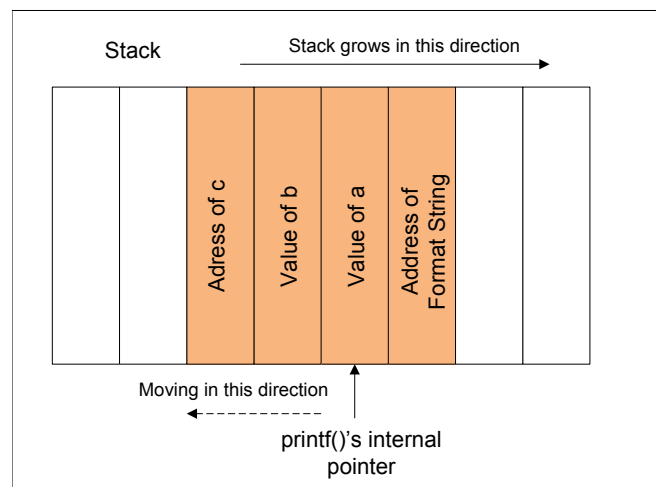 Stack
Stack grows in this direction
Adress of c
Value of b
Value of a
Address of
Format String
Moving in this direction
printf()'s internal
pointer